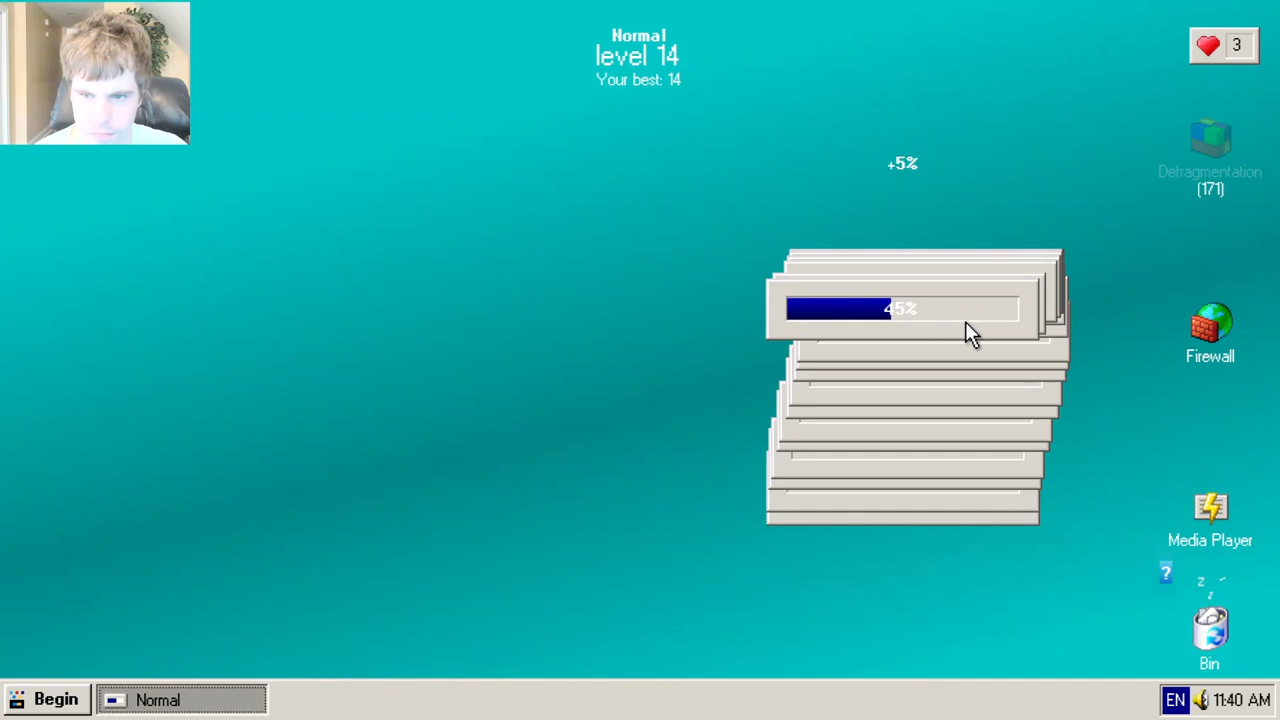 Normal
level 14
Your best: 14
3
+5%
Defragmentation
(171)
45%
Firewall
Media Player
?
z
z
Bin
Begin
Normal
EN
11:40 AM